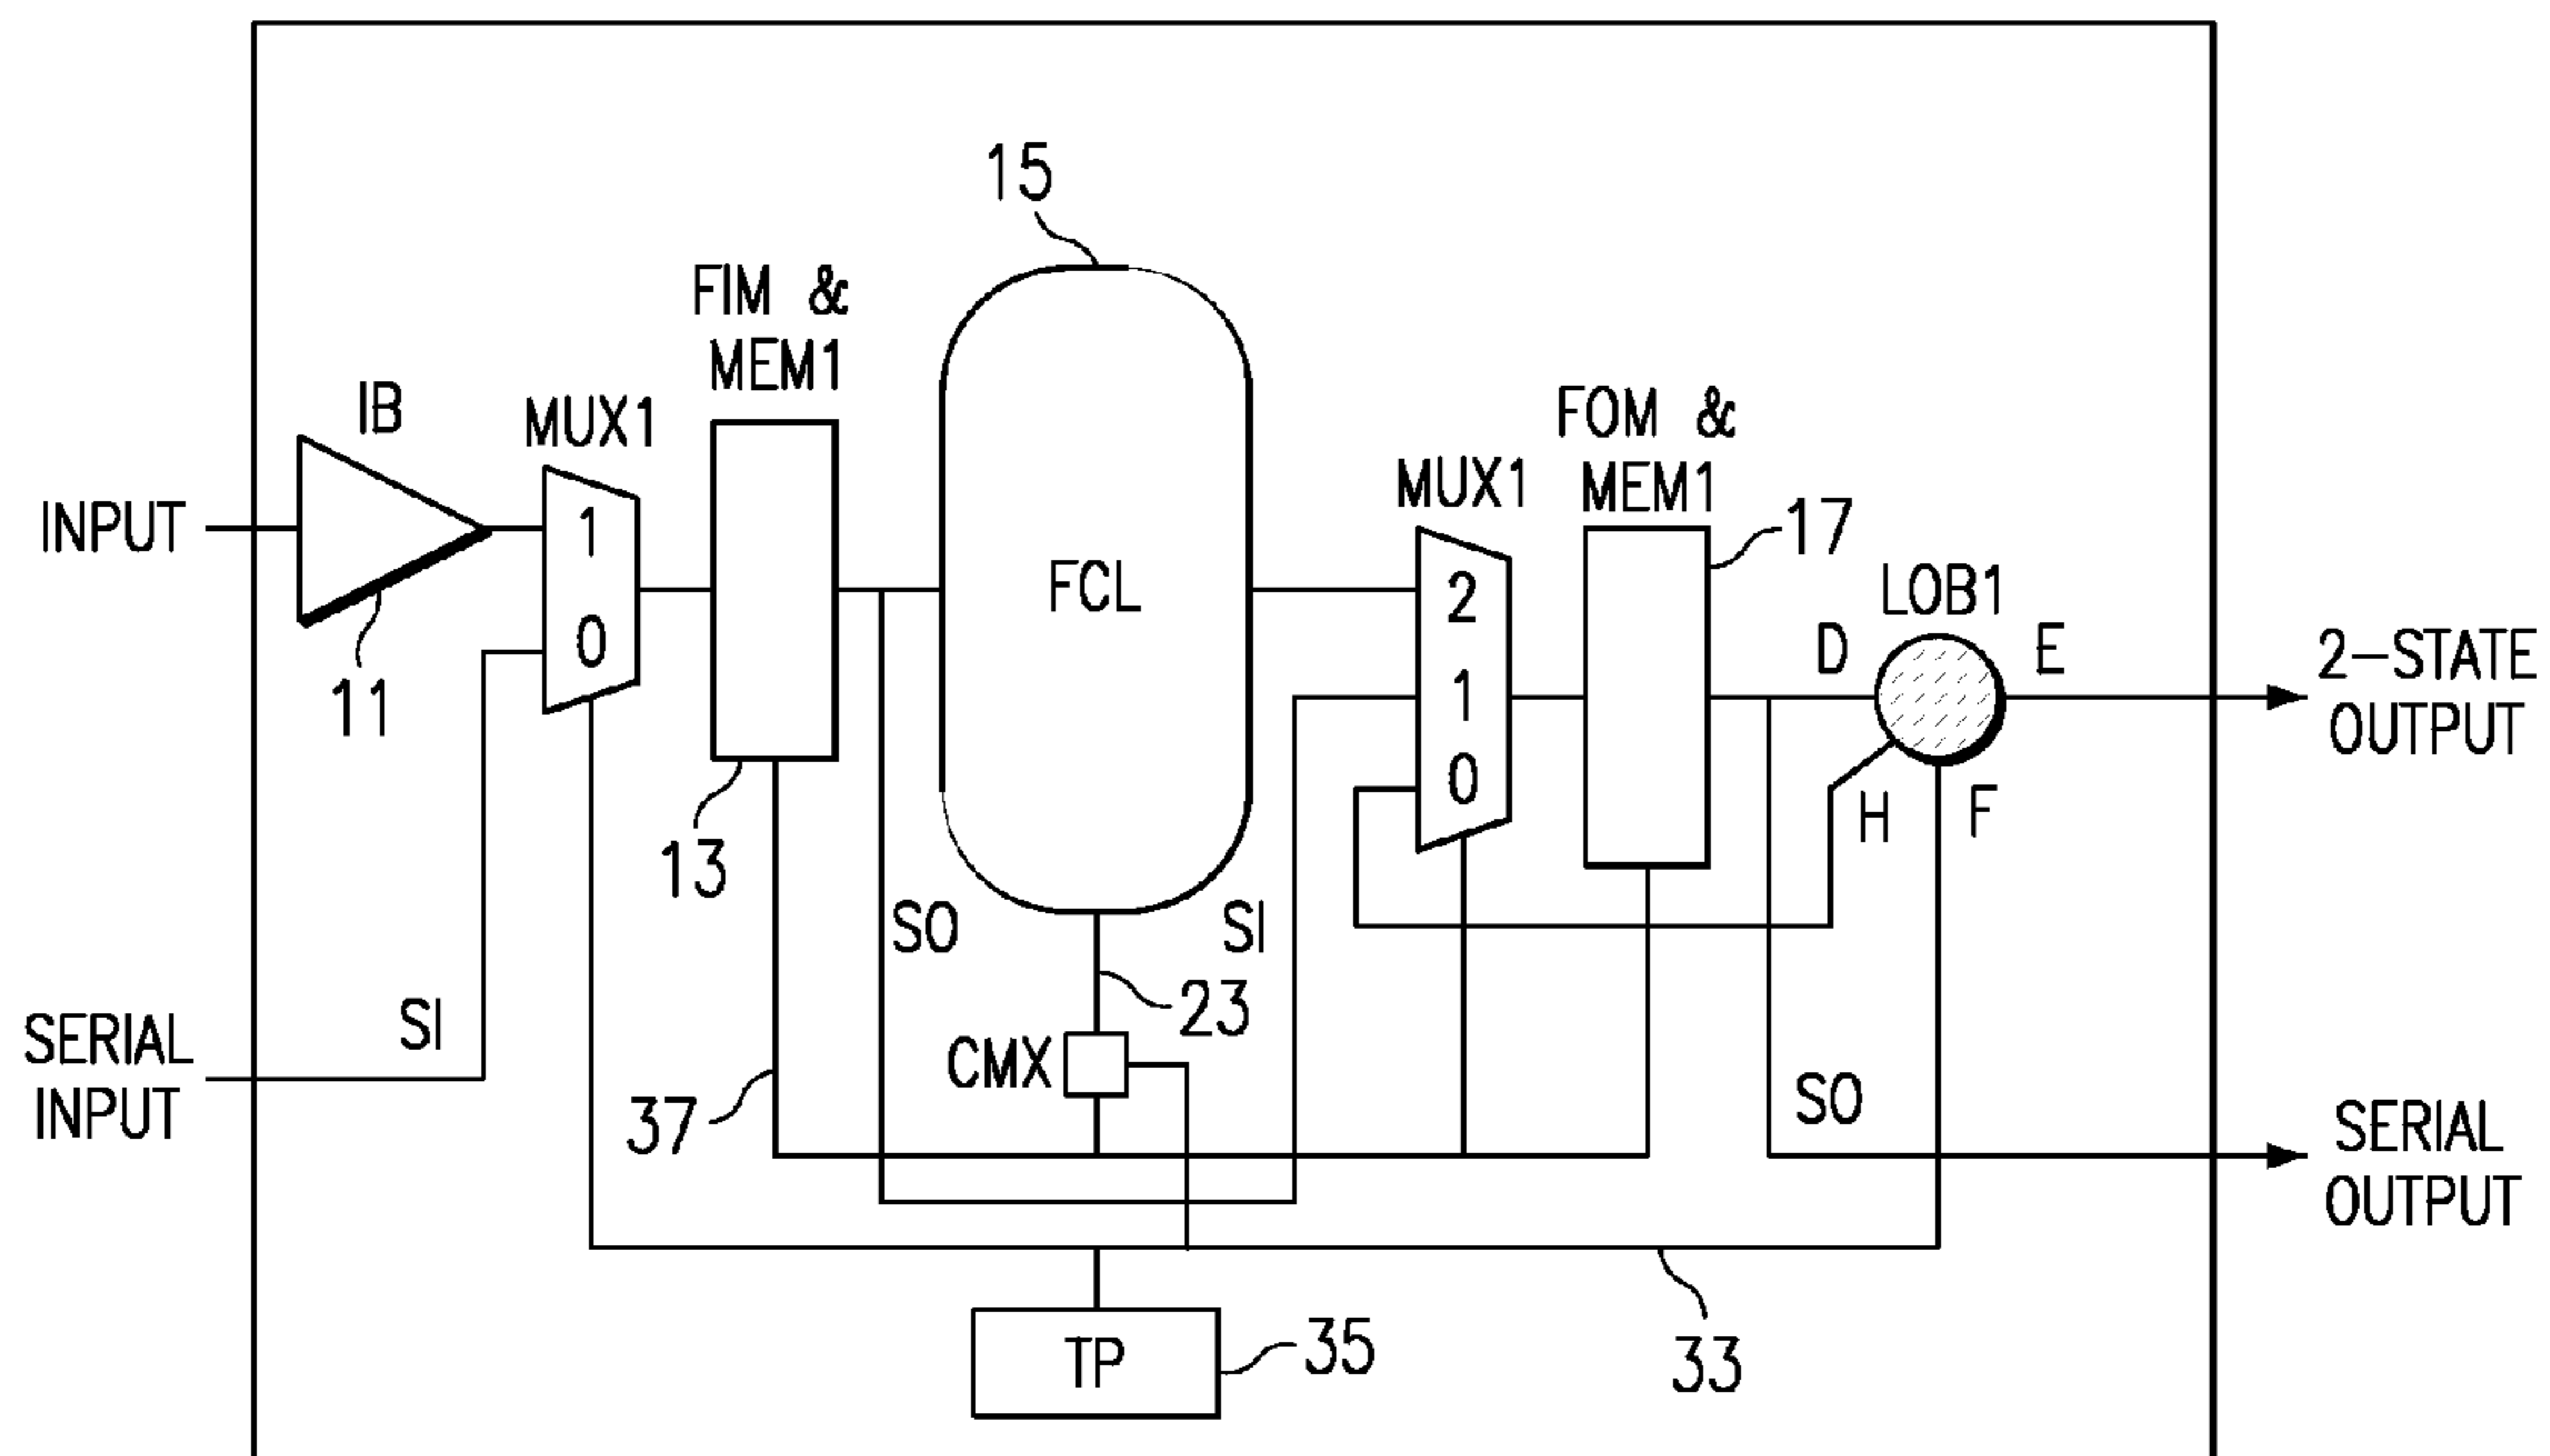 15
FIM &
MEM1
IB
MUX1
FOM &
MEM1
MUX1
17
INPUT
1
0
11
13
FCL
2
1
0
LOB1
D
E
H
F
2-STATE
OUTPUT
SO
SI
23
CMX
37
SI
SERIAL
INPUT
SO
SERIAL
OUTPUT
TP
35
33